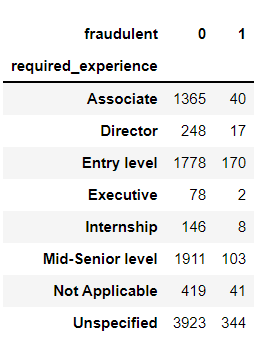 fraudulent 0 1
required_experience
Associate 1365 40
Director 248 17
Entry level 1778 170
Executive 78 2
Internship 146 8
Mid-Senior level 1911 103
Not Applicable 419 41
Unspecified 3923 344